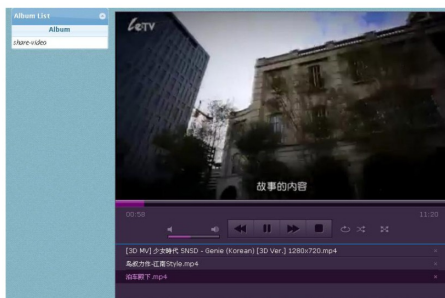 Album List
Album
share-video
LeTV
故事的内容
00:58
11:20
[3D MV] 少女時代 SNSD - Genie (Korean) [3D Ver.] 1280x720.mp4
鸟叔力作-江南Style.mp4
泊车殿下.mp4